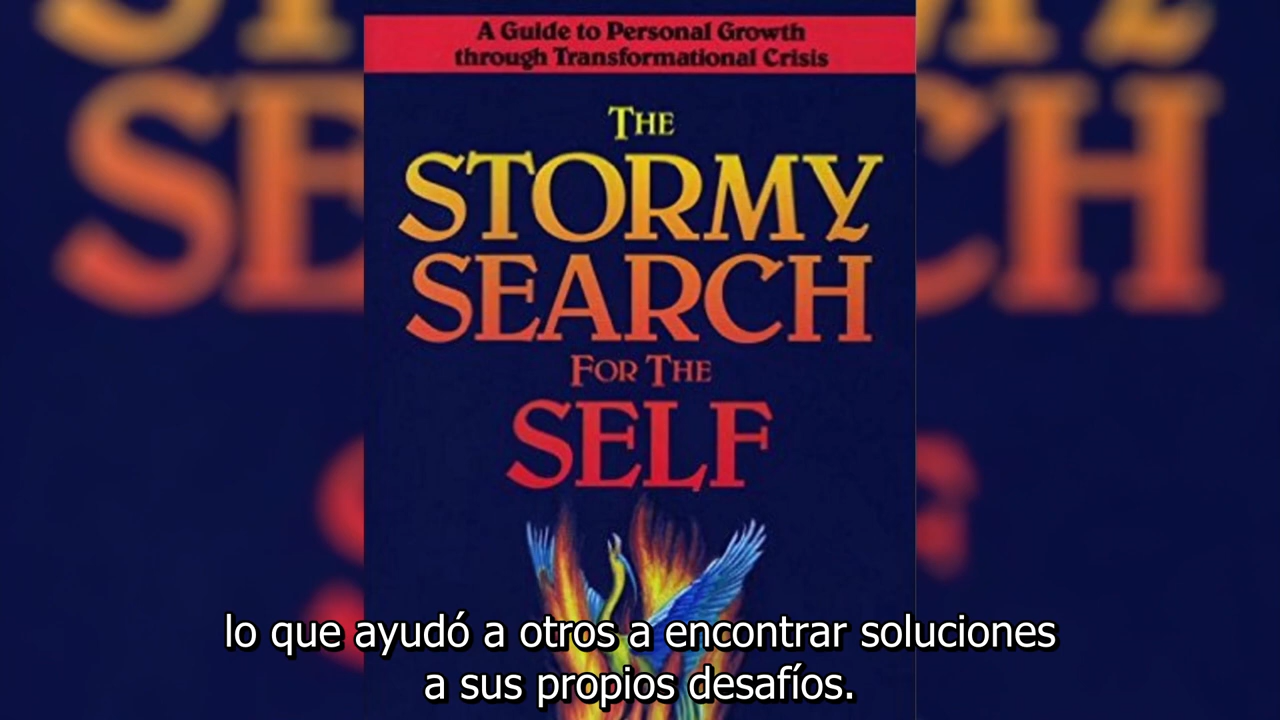 A Guide to Personal Growth
through Transformational Crisis
THE
STORMY
SEARCH
FOR THE
SELF
lo que ayudó a otros a encontrar soluciones
a sus propios desafíos.